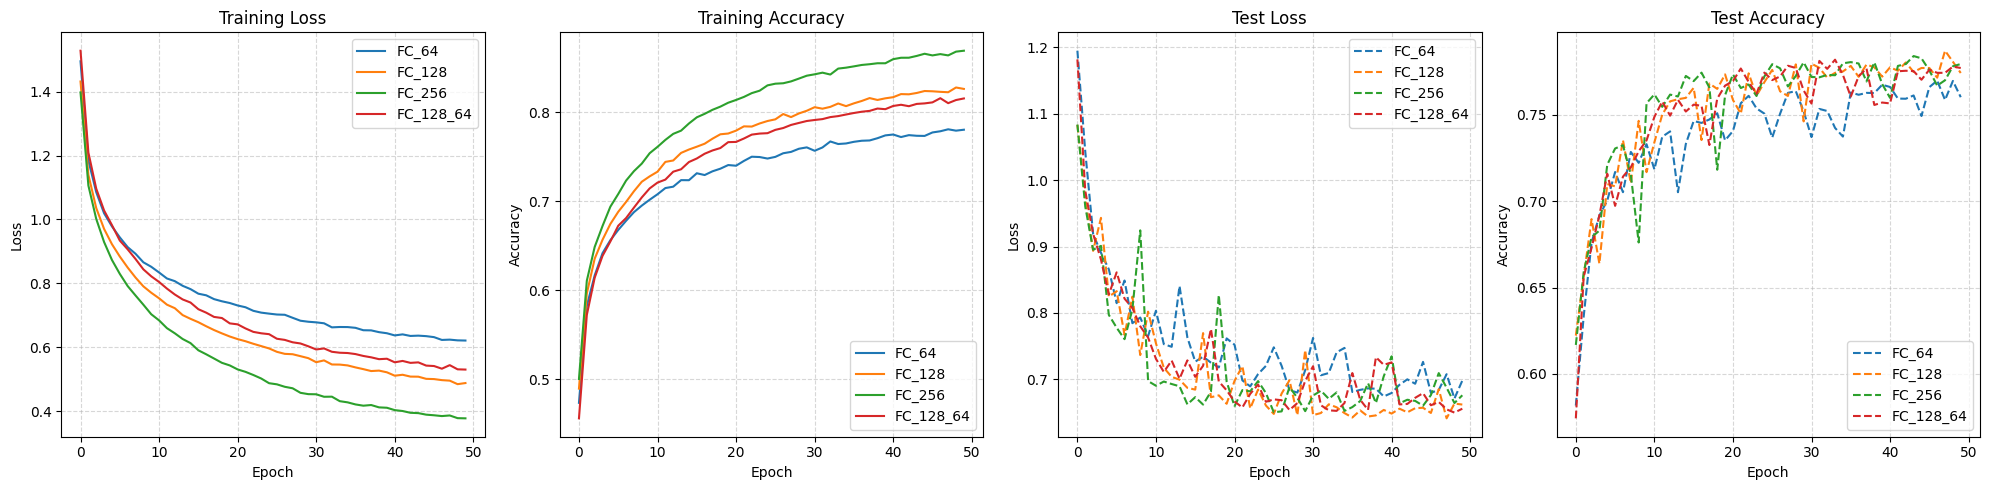 Training Loss
Loss
1.4
1.2
1.0
0.8
0.6
0.4
0
10
20
30
40
50
Epoch
FC_64
FC_128
FC_256
FC_128_64
Training Accuracy
Accuracy
0.8
0.7
0.6
0.5
0
10
20
30
40
50
Epoch
FC_64
FC_128
FC_256
FC_128_64
Test Loss
Loss
1.2
1.1
1.0
0.9
0.8
0.7
0
10
20
30
40
50
Epoch
FC_64
FC_128
FC_256
FC_128_64
Test Accuracy
Accuracy
0.75
0.70
0.65
0.60
0
10
20
30
40
50
Epoch
FC_64
FC_128
FC_256
FC_128_64